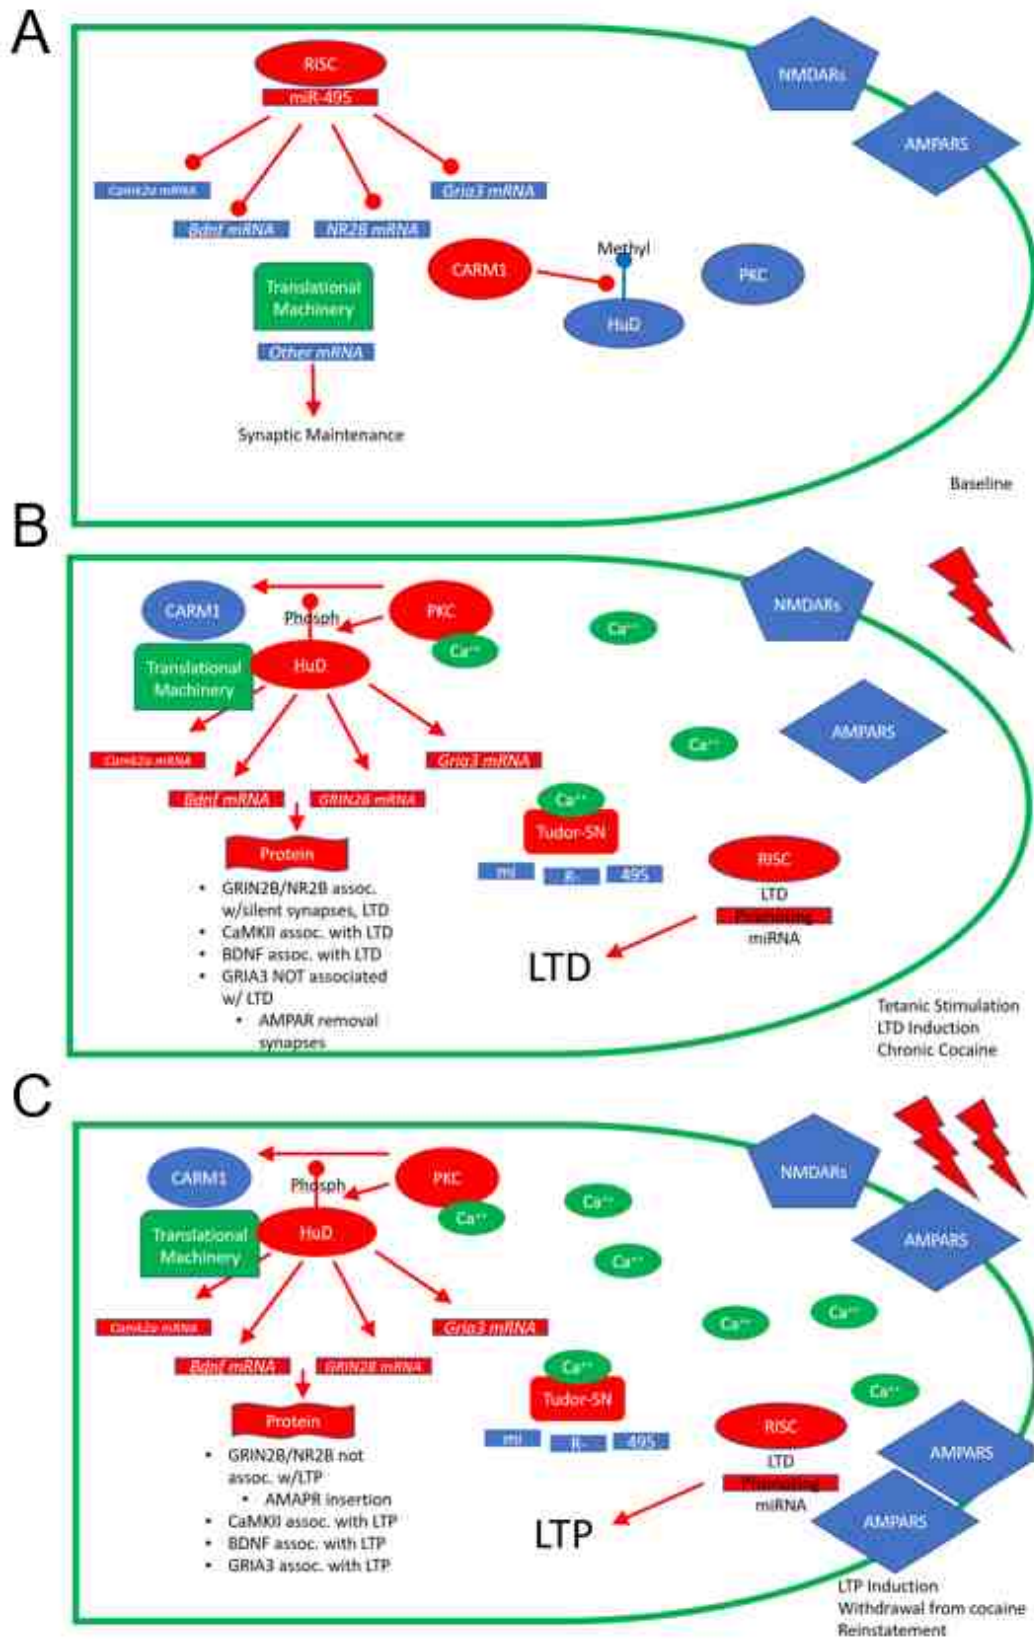 A
RISC
miR-495
NMDARs
AMPARS
Camk2a mRNA
Gria3 mRNA
Bdnf mRNA
NR2B mRNA
Methyl
CARM1
PKC
Translational
Machinery
HuD
Other mRNA
Synaptic Maintenance
Baseline
B
NMDARs
CARM1
Phosph
PKC
Ca⁺⁺
Ca⁺⁺
Translational
Machinery
HuD
AMPARS
Ca⁺⁺
Camk2a mRNA
Gria3 mRNA
Bdnf mRNA
GRIN2B mRNA
Ca⁺⁺
Tudor-SN
Protein
mi
R-
495
RISC
LTD
Promoting
miRNA
• GRIN2B/NR2B assoc.
w/silent synapses, LTD
• CaMKII assoc. with LTD
• BDNF assoc. with LTD
• GRIA3 NOT associated
w/ LTD
• AMPAR removal
synapses
LTD
Tetanic Stimulation
LTD Induction
Chronic Cocaine
C
NMDARs
CARM1
Phosph
PKC
Ca⁺⁺
Ca⁺⁺
Translational
Machinery
HuD
AMPARS
Ca⁺⁺
Ca⁺⁺
Ca⁺⁺
Camk2a mRNA
Gria3 mRNA
Bdnf mRNA
GRIN2B mRNA
Ca⁺⁺
Tudor-SN
Ca⁺⁺
Protein
mi
R-
495
RISC
LTD
Promoting
miRNA
AMPARS
AMPARS
• GRIN2B/NR2B not
assoc. w/LTP
• AMAPR insertion
• CaMKII assoc. with LTP
• BDNF assoc. with LTP
• GRIA3 assoc. with LTP
LTP
LTP Induction
Withdrawal from cocaine
Reinstatement